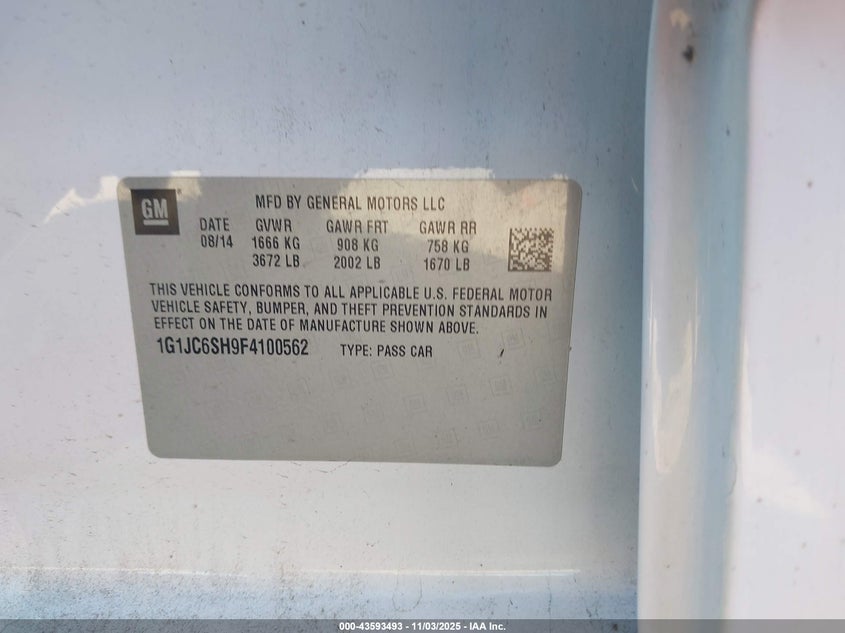 GM
MFD BY GENERAL MOTORS LLC
DATE GVWR GAWR FRT GAWR RR
08/14 1666 KG 908 KG 758 KG
3672 LB 2002 LB 1670 LB
THIS VEHICLE CONFORMS TO ALL APPLICABLE U.S. FEDERAL MOTOR
VEHICLE SAFETY, BUMPER, AND THEFT PREVENTION STANDARDS IN
EFFECT ON THE DATE OF MANUFACTURE SHOWN ABOVE.
1G1JC6SH9F4100562 TYPE: PASS CAR
000-43593493 - 11/03/2025 - IAA Inc.